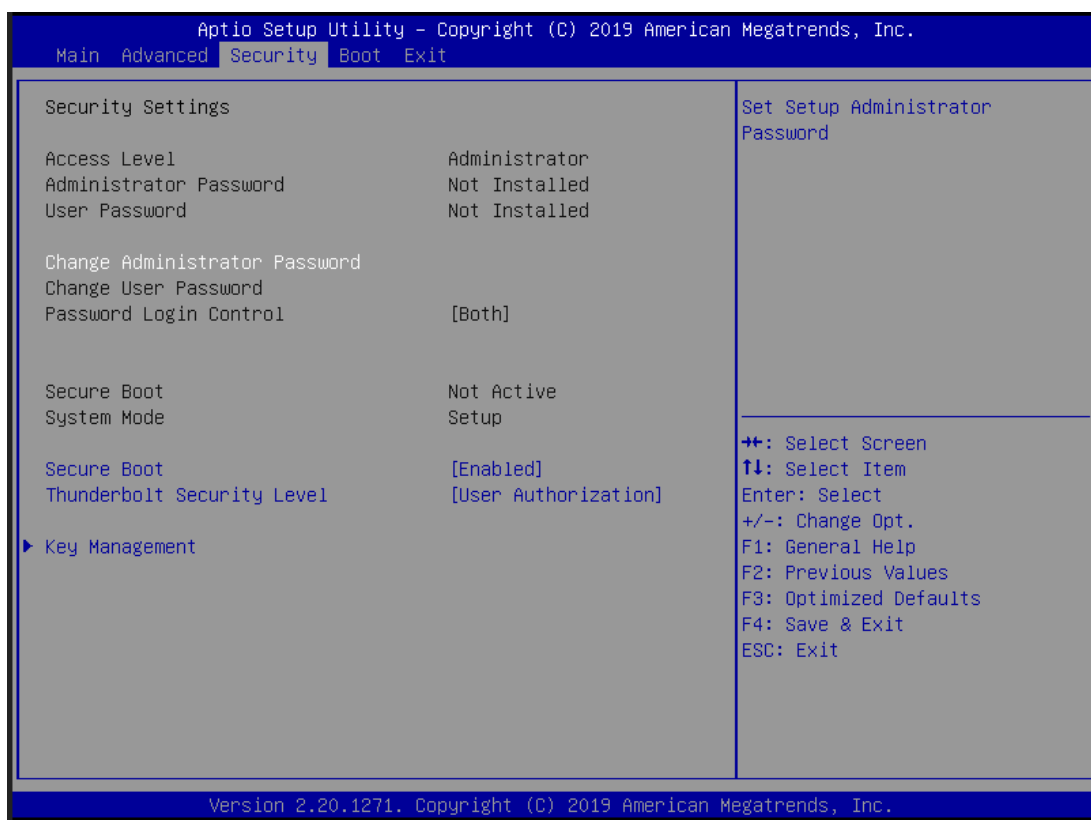 Aptio Setup Utility – Copyright (C) 2019 American Megatrends, Inc.
Main Advanced Security Boot Exit
Security Settings
Access Level Administrator
Administrator Password Not Installed
User Password Not Installed
Change Administrator Password
Change User Password
Password Login Control [Both]
Secure Boot Not Active
System Mode Setup
Secure Boot [Enabled]
Thunderbolt Security Level [User Authorization]
▶ Key Management
Set Setup Administrator
Password
→←: Select Screen
↑↓: Select Item
Enter: Select
+/-: Change Opt.
F1: General Help
F2: Previous Values
F3: Optimized Defaults
F4: Save & Exit
ESC: Exit
Version 2.20.1271. Copyright (C) 2019 American Megatrends, Inc.